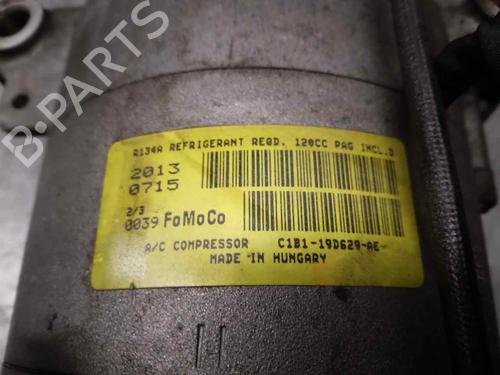 R134A REFRIGERANT REQD. 120CC PAG INCL.D
2013
0715
2/3
0039 FoMoCo
A/C COMPRESSOR C1B1-19D629-AE-
MADE IN HUNGARY
B-PARTS